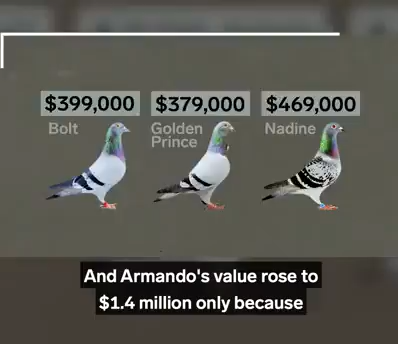 $399,000 $379,000 $469,000
Bolt Golden Prince Nadine
And Armando's value rose to
$1.4 million only because